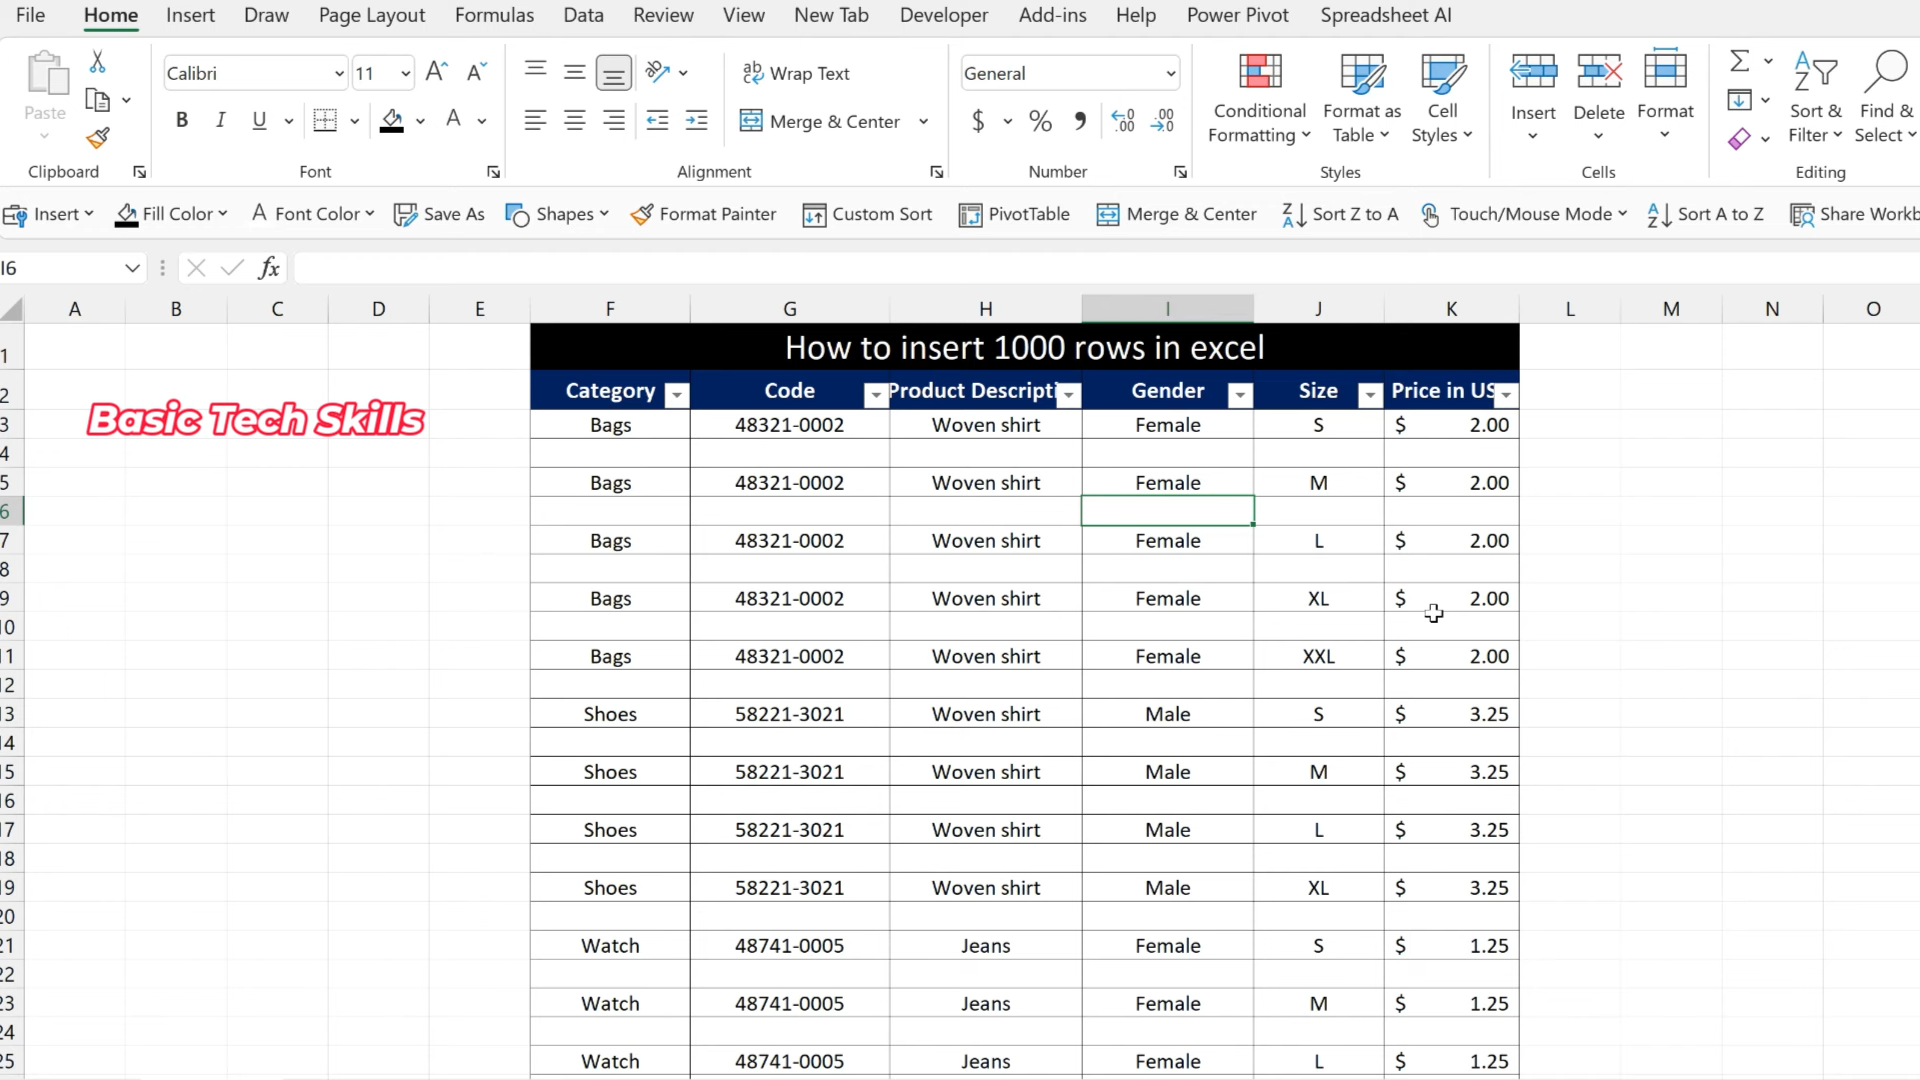 File Home Insert Draw Page Layout Formulas Data Review View New Tab Developer Add-ins Help Power Pivot Spreadsheet AI
Paste
Clipboard
Calibri 11
B I U A
Font
Wrap Text
Merge & Center
Alignment
General
$ % ,
Number
Conditional Formatting
Format as Table
Cell Styles
Styles
Insert Delete Format
Cells
Sort & Filter
Find & Select
Editing
Insert Fill Color Font Color Save As Shapes Format Painter Custom Sort PivotTable Merge & Center Sort Z to A Touch/Mouse Mode Sort A to Z Share Workb
I6 fx
A B C D E F G H I J K L M N O
1 How to insert 1000 rows in excel
2 Category Code Product Descripti Gender Size Price in US
Basic Tech Skills
3 Bags 48321-0002 Woven shirt Female S $ 2.00
4
5 Bags 48321-0002 Woven shirt Female M $ 2.00
6
7 Bags 48321-0002 Woven shirt Female L $ 2.00
8
9 Bags 48321-0002 Woven shirt Female XL $ 2.00
10
11 Bags 48321-0002 Woven shirt Female XXL $ 2.00
12
13 Shoes 58221-3021 Woven shirt Male S $ 3.25
14
15 Shoes 58221-3021 Woven shirt Male M $ 3.25
16
17 Shoes 58221-3021 Woven shirt Male L $ 3.25
18
19 Shoes 58221-3021 Woven shirt Male XL $ 3.25
20
21 Watch 48741-0005 Jeans Female S $ 1.25
22
23 Watch 48741-0005 Jeans Female M $ 1.25
24
25 Watch 48741-0005 Jeans Female L $ 1.25